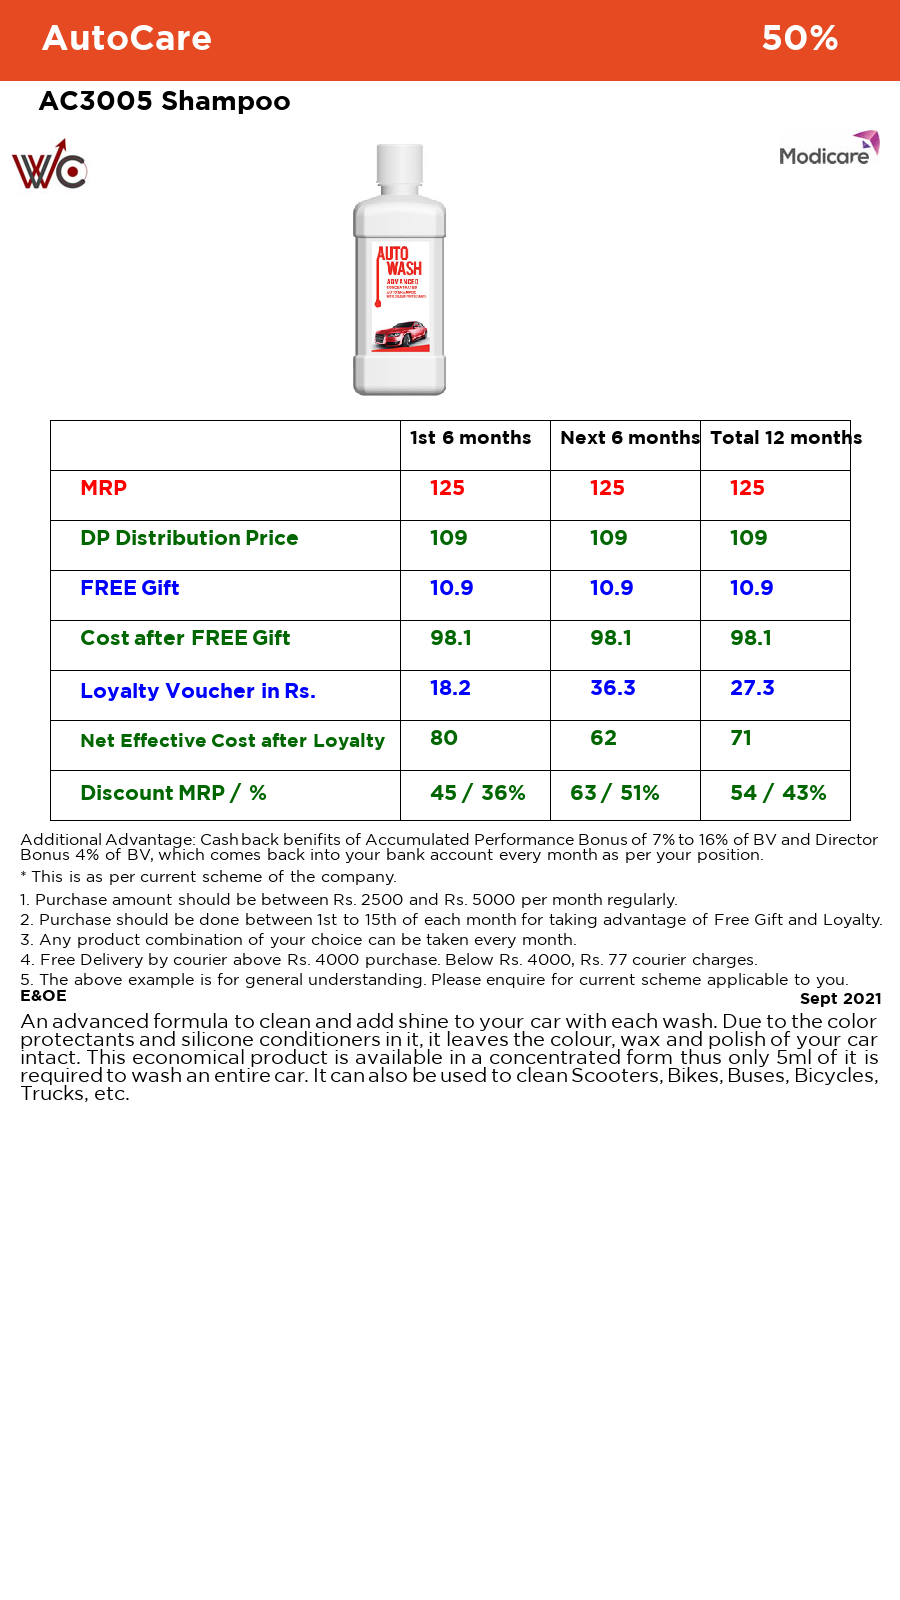 AutoCare 50%
AC3005 Shampoo
WC
Modicare
AUTO
WASH
ADVANCED
CONCENTRATED
1st 6 months Next 6 months Total 12 months
MRP 125 125 125
DP Distribution Price 109 109 109
FREE Gift 10.9 10.9 10.9
Cost after FREE Gift 98.1 98.1 98.1
Loyalty Voucher in Rs. 18.2 36.3 27.3
Net Effective Cost after Loyalty 80 62 71
Discount MRP / % 45 / 36% 63 / 51% 54 / 43%
Additional Advantage: Cashback benifits of Accumulated Performance Bonus of 7% to 16% of BV and Director
Bonus 4% of BV, which comes back into your bank account every month as per your position.
* This is as per current scheme of the company.
1. Purchase amount should be between Rs. 2500 and Rs. 5000 per month regularly.
2. Purchase should be done between 1st to 15th of each month for taking advantage of Free Gift and Loyalty.
3. Any product combination of your choice can be taken every month.
4. Free Delivery by courier above Rs. 4000 purchase. Below Rs. 4000, Rs. 77 courier charges.
5. The above example is for general understanding. Please enquire for current scheme applicable to you.
E&OE Sept 2021
An advanced formula to clean and add shine to your car with each wash. Due to the color
protectants and silicone conditioners in it, it leaves the colour, wax and polish of your car
intact. This economical product is available in a concentrated form thus only 5ml of it is
required to wash an entire car. It can also be used to clean Scooters, Bikes, Buses, Bicycles,
Trucks, etc.